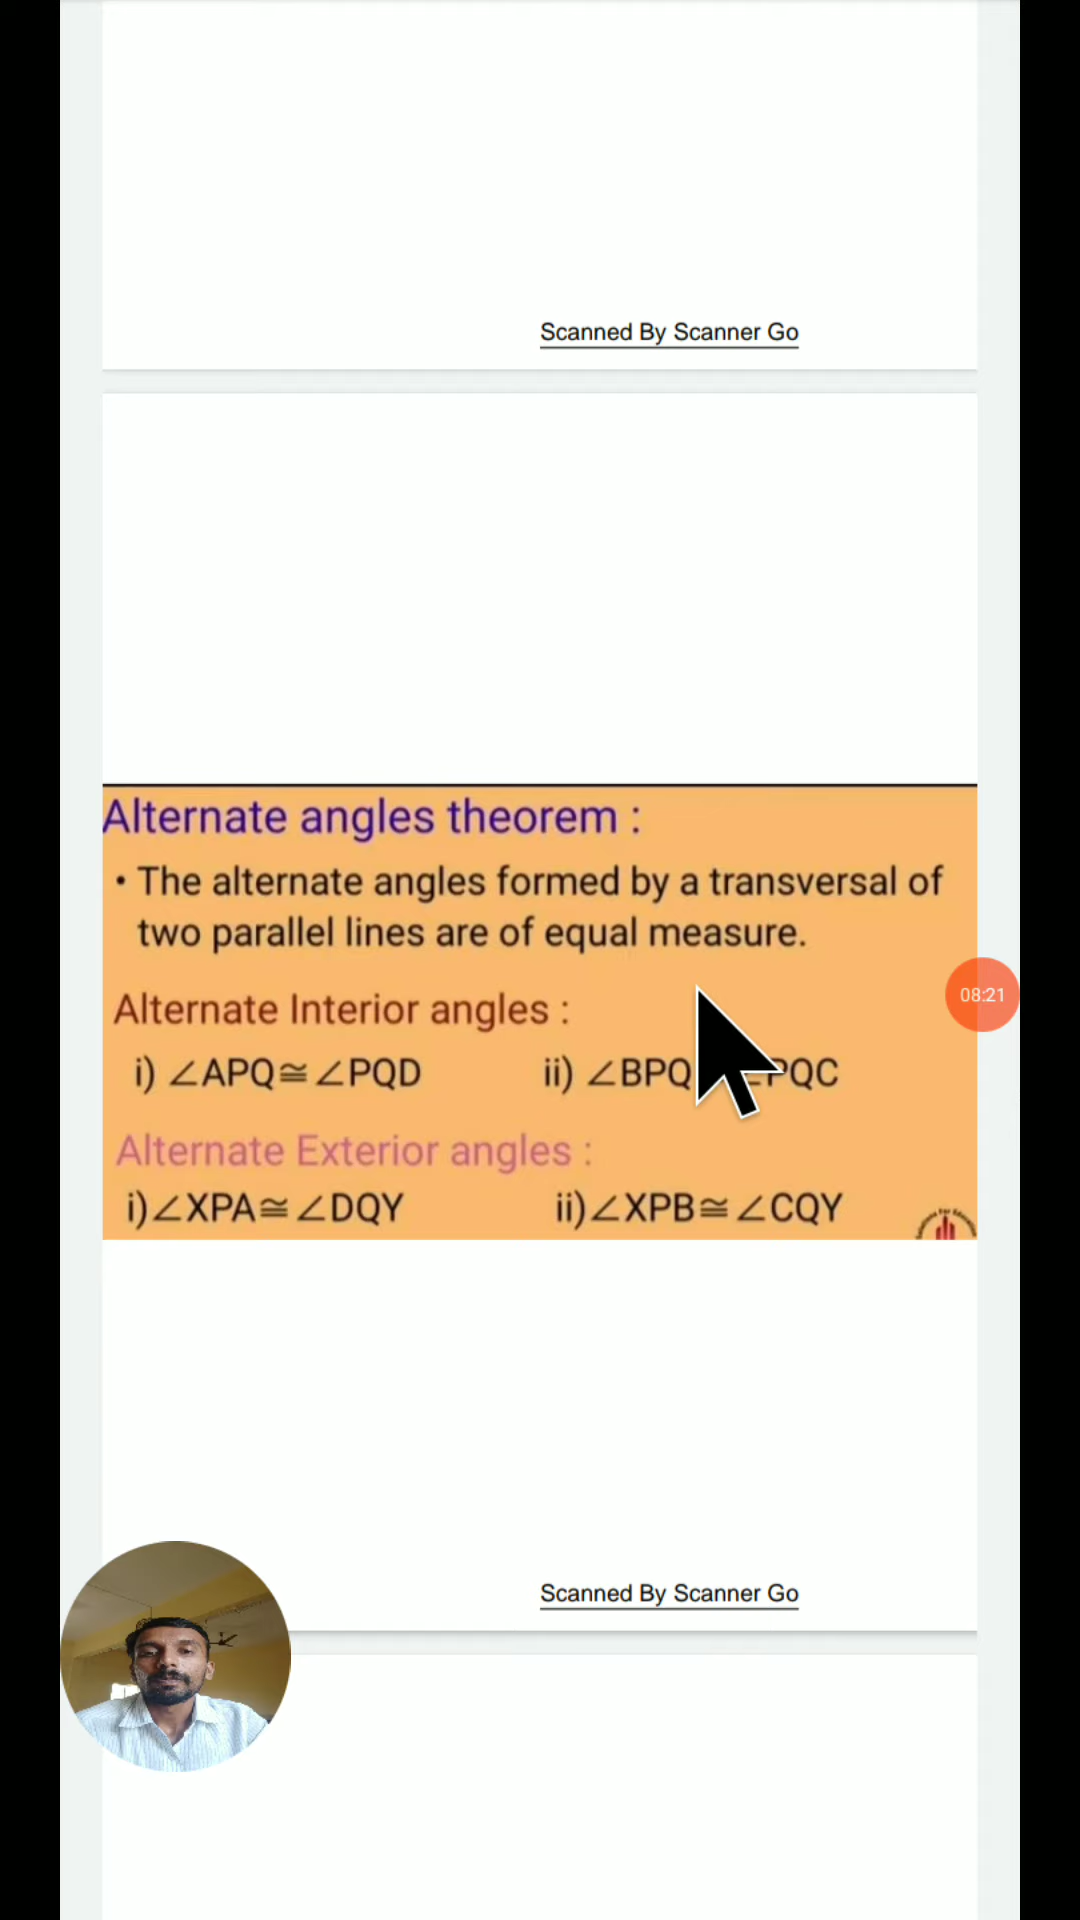 Scanned By Scanner Go
Alternate angles theorem :
• The alternate angles formed by a transversal of
two parallel lines are of equal measure.
Alternate Interior angles :
i) ∠APQ≅∠PQD ii) ∠BPQ ∠PQC
Alternate Exterior angles :
i)∠XPA≅∠DQY ii)∠XPB≅∠CQY
08:21
Scanned By Scanner Go